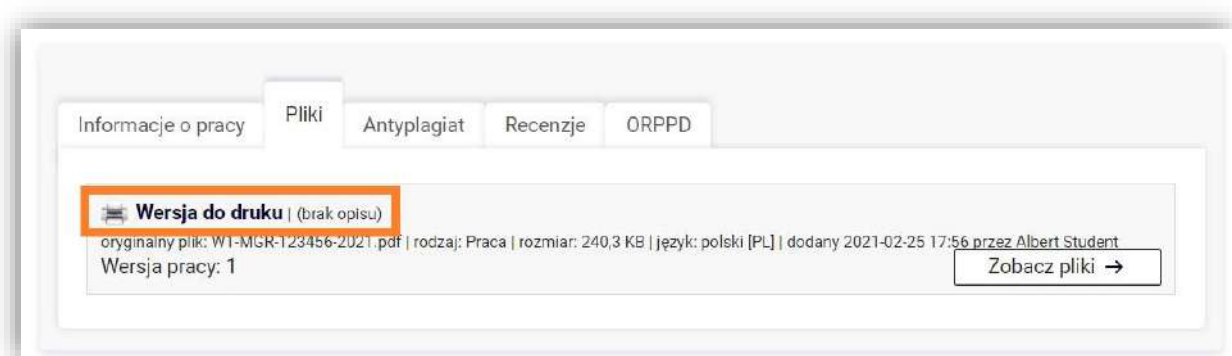 Informacje o pracy Pliki Antyplagiat Recenzje ORPPD
Wersja do druku | (brak opisu)
oryginalny plik: W1-MGR-123456-2021.pdf | rodzaj: Praca | rozmiar: 240,3 KB | język: polski [PL] | dodany 2021-02-25 17:56 przez Albert Student
Wersja pracy: 1 Zobacz pliki →